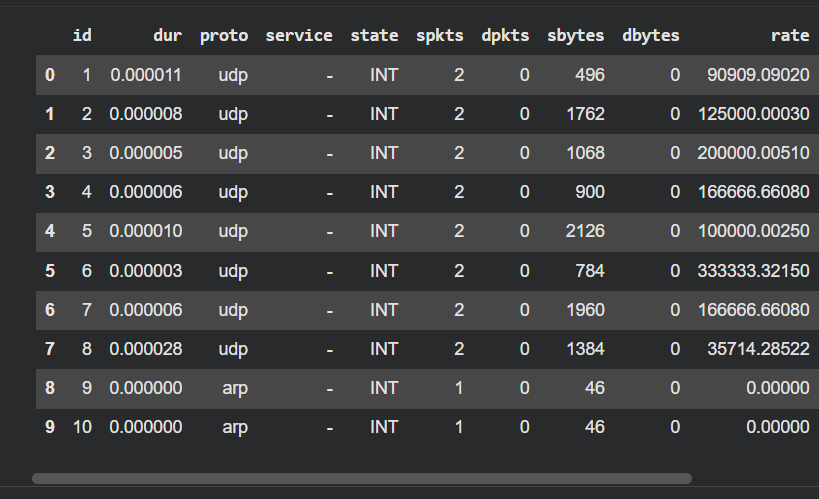 id dur proto service state spkts dpkts sbytes dbytes rate
0 1 0.000011 udp - INT 2 0 496 0 90909.09020
1 2 0.000008 udp - INT 2 0 1762 0 125000.00030
2 3 0.000005 udp - INT 2 0 1068 0 200000.00510
3 4 0.000006 udp - INT 2 0 900 0 166666.66080
4 5 0.000010 udp - INT 2 0 2126 0 100000.00250
5 6 0.000003 udp - INT 2 0 784 0 333333.32150
6 7 0.000006 udp - INT 2 0 1960 0 166666.66080
7 8 0.000028 udp - INT 2 0 1384 0 35714.28522
8 9 0.000000 arp - INT 1 0 46 0 0.00000
9 10 0.000000 arp - INT 1 0 46 0 0.00000